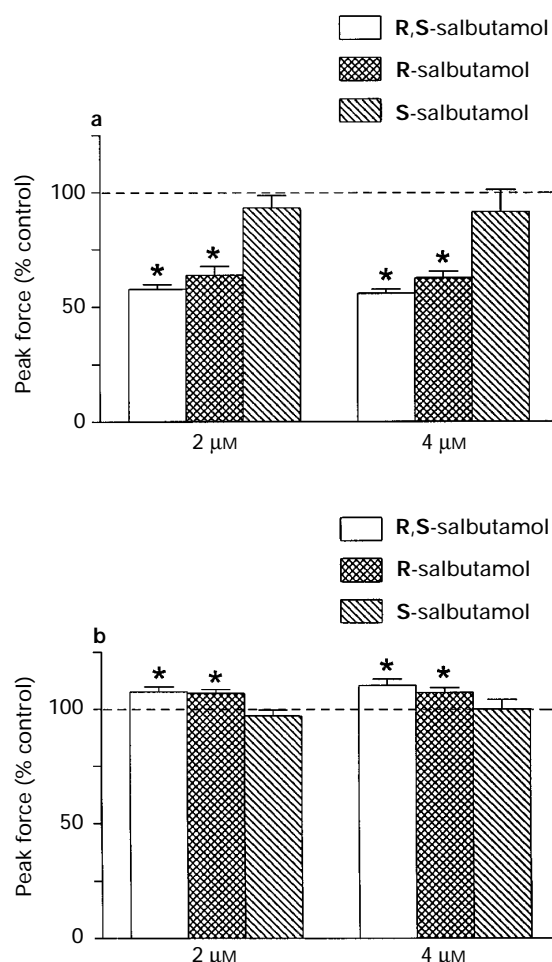 R,S-salbutamol
R-salbutamol
S-salbutamol
a
Peak force (% control)
100
50
0
2 μM
4 μM
*
*
*
*
R,S-salbutamol
R-salbutamol
S-salbutamol
b
Peak force (% control)
100
50
0
2 μM
4 μM
*
*
*
*